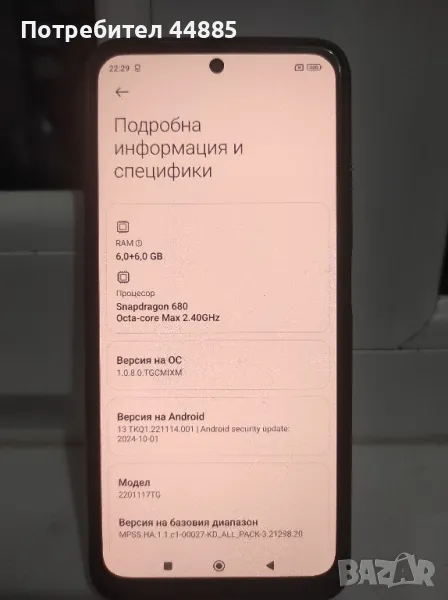 Потребител 44885
22:29
Подробна
информация и
специфики
RAM
6,0+6,0 GB
Процесор
Snapdragon 680
Octa-core Max 2.40GHz
Версия на ОС
1.0.8.0.TGCMIXM
Версия на Android
13 TKQ1.221114.001 | Android security update:
2024-10-01
Модел
2201117TG
Версия на базовия диапазон
MPSS.HA.1.1.c1-00027-KD_ALL_PACK-3.21298.20
BAZAR
.bg